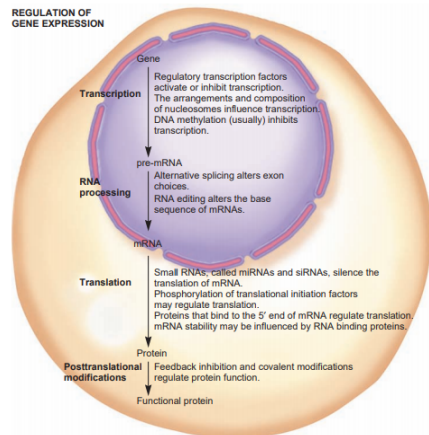 REGULATION OF
GENE EXPRESSION
Gene
Transcription
Regulatory transcription factors
activate or inhibit transcription.
The arrangements and composition
of nucleosomes influence transcription.
DNA methylation (usually) inhibits
transcription.
pre-mRNA
RNA
processing
Alternative splicing alters exon
choices.
RNA editing alters the base
sequence of mRNAs.
mRNA
Translation
Small RNAs, called miRNAs and siRNAs, silence the
translation of mRNA.
Phosphorylation of translational initiation factors
may regulate translation.
Proteins that bind to the 5′ end of mRNA regulate translation.
mRNA stability may be influenced by RNA binding proteins.
Protein
Posttranslational
modifications
Feedback inhibition and covalent modifications
regulate protein function.
Functional protein